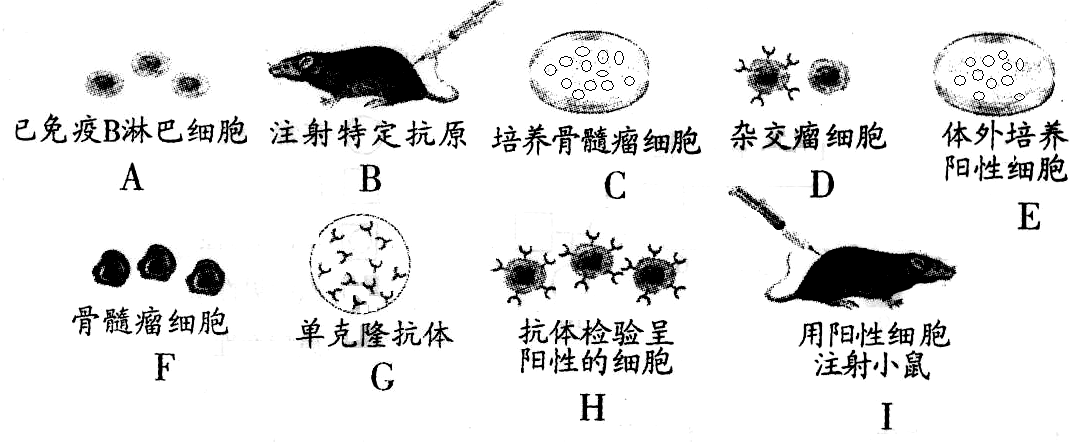 已免疫B淋巴细胞
注射特定抗原
培养骨髓瘤细胞
杂交瘤细胞
体外培养
阳性细胞
A
B
C
D
E
骨髓瘤细胞
单克隆抗体
抗体检验呈
阳性的细胞
用阳性细胞
注射小鼠
F
G
H
I